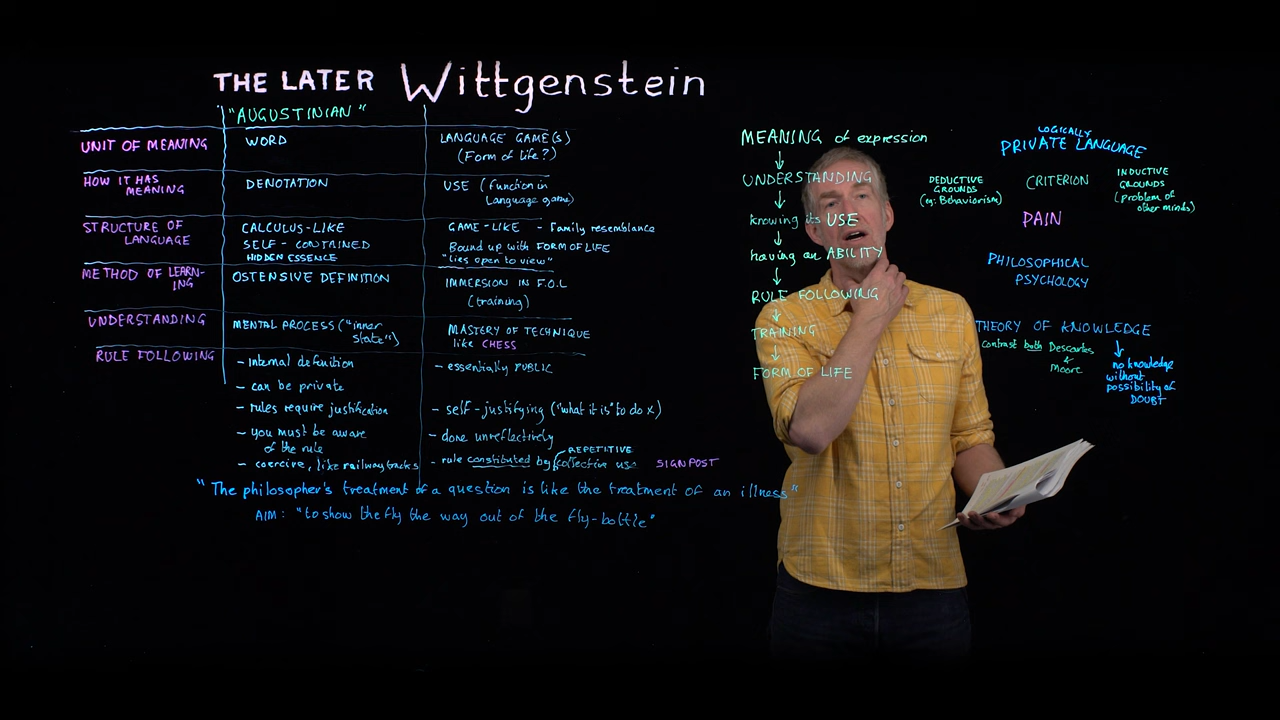 THE LATER Wittgenstein
"AUGUSTINIAN"
UNIT OF MEANING
WORD
LANGUAGE GAME(S)
(Form of life?)
HOW IT HAS
MEANING
DENOTATION
USE (function in
Language game)
STRUCTURE OF
LANGUAGE
CALCULUS-LIKE
SELF-CONTAINED
HIDDEN ESSENCE
GAME-LIKE - Family resemblance
Bound up with FORM OF LIFE
"lies open to view"
METHOD OF LEARN-
ING
OSTENSIVE DEFINITION
IMMERSION IN F.O.L
(training)
UNDERSTANDING
MENTAL PROCESS ("inner
state")
MASTERY OF TECHNIQUE
like CHESS
RULE FOLLOWING
- internal definition
- can be private
- rules require justification
- you must be aware
of the rule
- coercive, like railway tracks
- essentially PUBLIC
- self-justifying ("what it is" to do x)
- done unreflectively
- rule constituted by REPETITIVE
collective use SIGNPOST
"The philosopher's treatment of a question is like the treatment of an illness"
AIM: "to show the fly the way out of the fly-bottle"
MEANING of expression
↓
UNDERSTANDING
↓
knowing its USE
↓
having an ABILITY
↓
RULE FOLLOWING
↓
TRAINING
↓
FORM OF LIFE
LOGICALLY
PRIVATE LANGUAGE
DEDUCTIVE
GROUNDS
(eg: Behaviorism)
CRITERION
INDUCTIVE
GROUNDS
(problem of
other minds)
PAIN
PHILOSOPHICAL
PSYCHOLOGY
THEORY OF KNOWLEDGE
contrast both Descartes
&
Moore
↓
no knowledge
without
possibility of
DOUBT